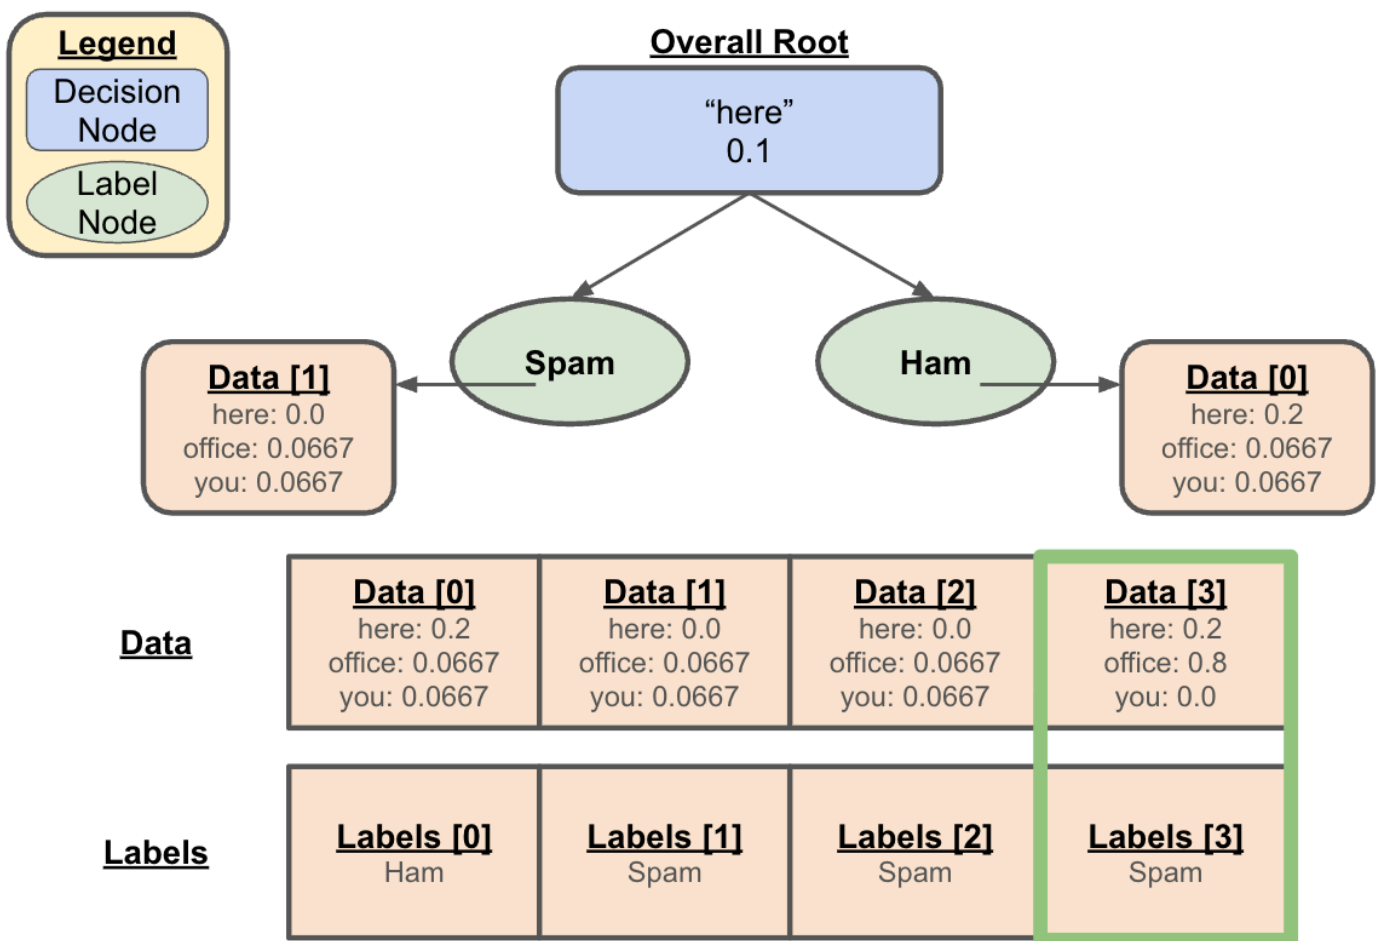 Legend
Decision
Node
Label
Node
Overall Root
“here”
0.1
Spam
Ham
Data [1]
here: 0.0
office: 0.0667
you: 0.0667
Data [0]
here: 0.2
office: 0.0667
you: 0.0667
Data
Data [0]
here: 0.2
office: 0.0667
you: 0.0667
Data [1]
here: 0.0
office: 0.0667
you: 0.0667
Data [2]
here: 0.0
office: 0.0667
you: 0.0667
Data [3]
here: 0.2
office: 0.8
you: 0.0
Labels
Labels [0]
Ham
Labels [1]
Spam
Labels [2]
Spam
Labels [3]
Spam